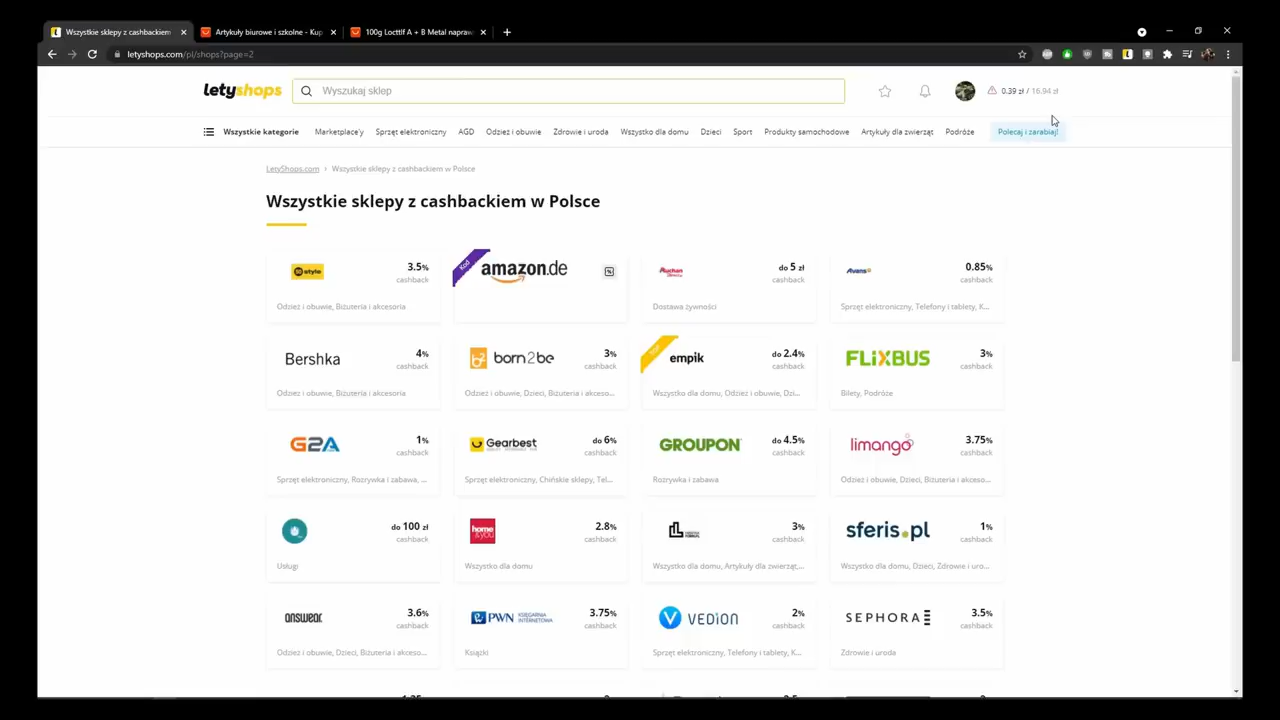 Wszystkie sklepy z cashbackiem
Artykuły biurowe i szkolne - Kup
100g Locttlf A + B Metal napraw
letyshops.com/pl/shops?page=2
letyshops
Wyszukaj sklep
0.39 zł / 16.94 zł
Wszystkie kategorie
Marketplace'y
Sprzęt elektroniczny
AGD
Odzież i obuwie
Zdrowie i uroda
Wszystko dla domu
Dzieci
Sport
Produkty samochodowe
Artykuły dla zwierząt
Podróże
Polecaj i zarabiaj!
LetyShops.com › Wszystkie sklepy z cashbackiem w Polsce
Wszystkie sklepy z cashbackiem w Polsce
style
3.5%
cashback
Odzież i obuwie, Biżuteria i akcesoria
Kod
amazon.de
Auchan
do 5 zł
cashback
Dostawa żywności
Avans
0.85%
cashback
Sprzęt elektroniczny, Telefony i tablety, K...
Bershka
4%
cashback
Odzież i obuwie, Biżuteria i akcesoria
b2 born2be
3%
cashback
Odzież i obuwie, Dzieci, Biżuteria i akceso...
empik
do 2.4%
cashback
Wszystko dla domu, Odzież i obuwie, Dzi...
FLiXBUS
3%
cashback
Bilety, Podróże
G2A
1%
cashback
Sprzęt elektroniczny, Rozrywka i zabawa, ...
Gearbest
do 6%
cashback
Sprzęt elektroniczny, Chińskie sklepy, Tel...
GROUPON
do 4.5%
cashback
Rozrywka i zabawa
limango
3.75%
cashback
Odzież i obuwie, Dzieci, Biżuteria i akceso...
do 100 zł
cashback
Usługi
home
&you
2.8%
cashback
Wszystko dla domu
3%
cashback
Wszystko dla domu, Artykuły dla zwierząt,...
sferis.pl
1%
cashback
Wszystko dla domu, Dzieci, Zdrowie i uro...
answear.
3.6%
cashback
Odzież i obuwie, Dzieci, Biżuteria i akceso...
PWN KSIĘGARNIA
INTERNETOWA
3.75%
cashback
Książki
VEDION
2%
cashback
Sprzęt elektroniczny, Telefony i tablety, K...
SEPHORA
3.5%
cashback
Zdrowie i uroda